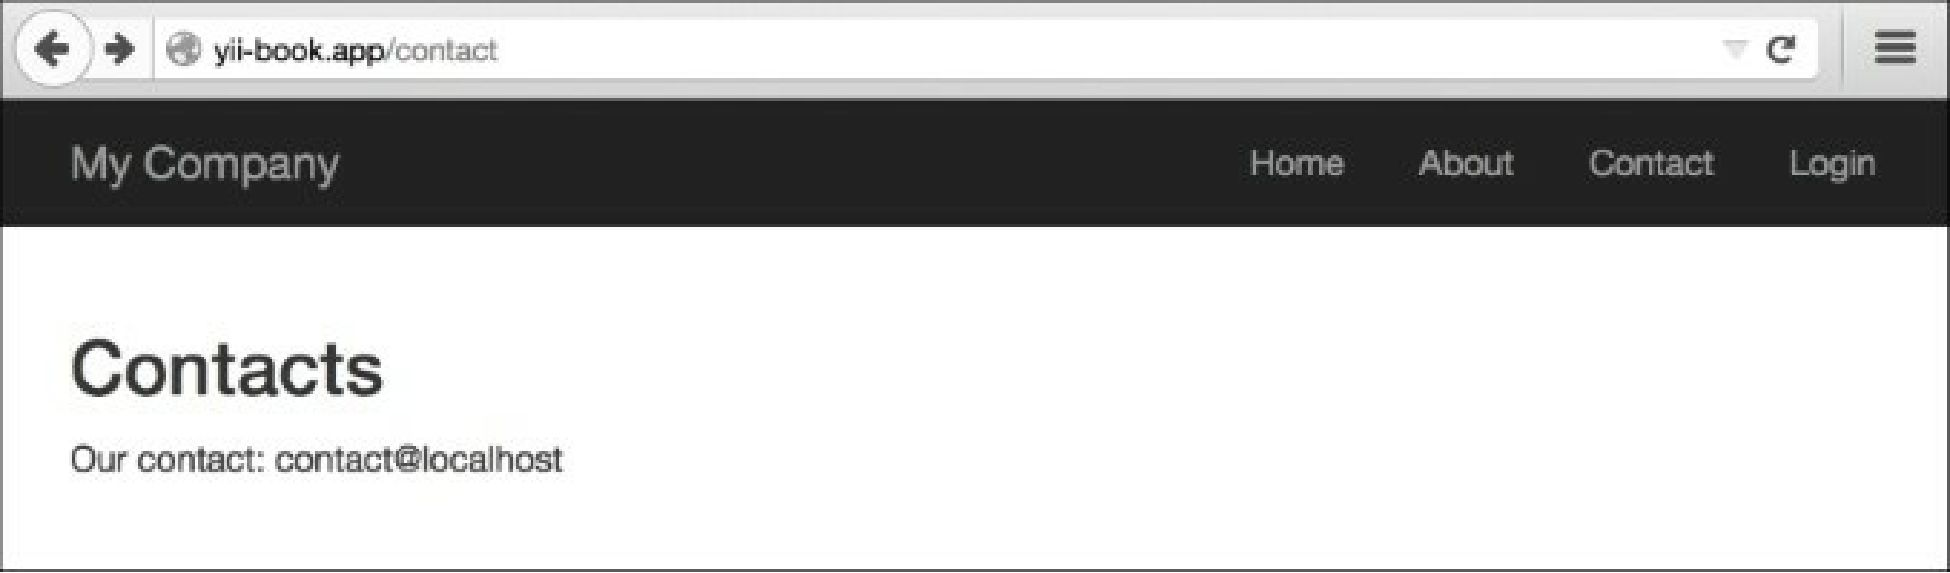 yii-book.app/contact
My Company Home About Contact Login
Contacts
Our contact: contact@localhost